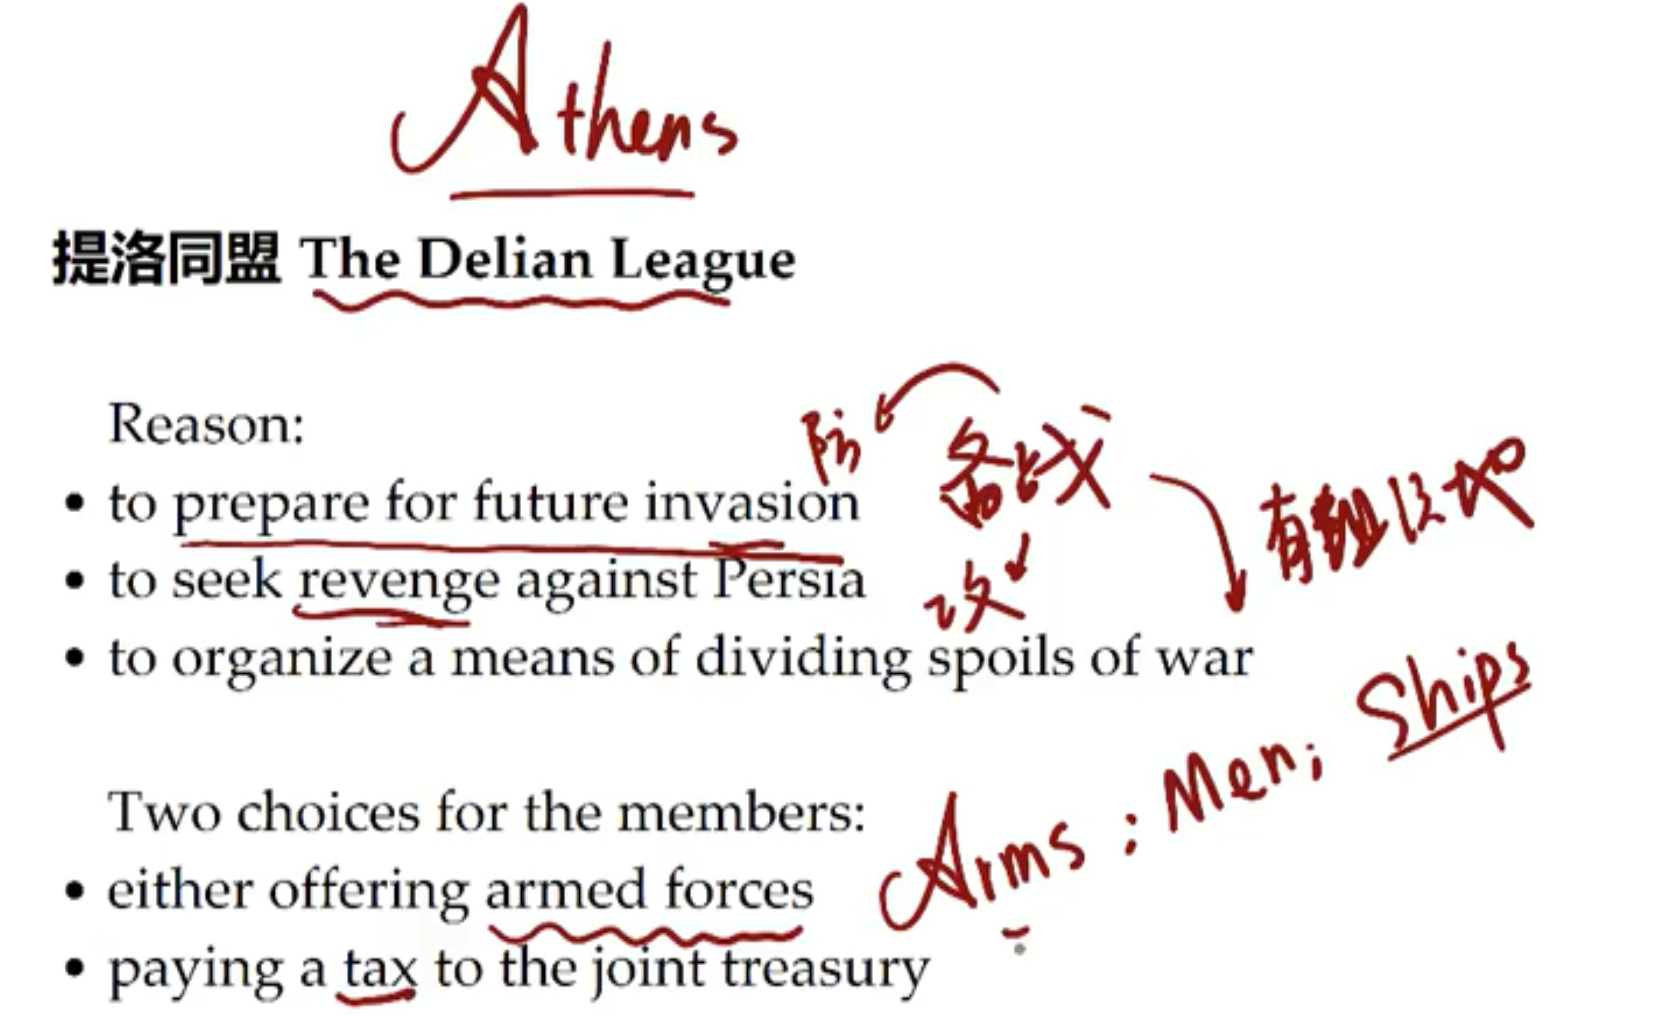 Athens
提洛同盟 The Delian League
Reason:
防 备战
• to prepare for future invasion
有组织
• to seek revenge against Persia
攻
• to organize a means of dividing spoils of war
Ships
Arms : Men;
Two choices for the members:
• either offering armed forces
• paying a tax to the joint treasury